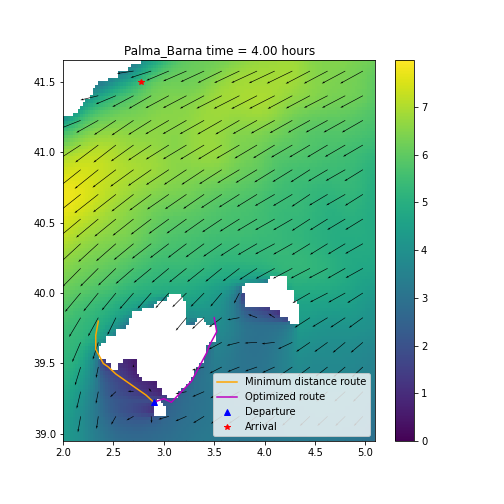 Palma_Barna time = 4.00 hours
41.5
41.0
40.5
40.0
39.5
39.0
2.0 2.5 3.0 3.5 4.0 4.5 5.0
7
6
5
4
3
2
1
0
Minimum distance route
Optimized route
Departure
Arrival